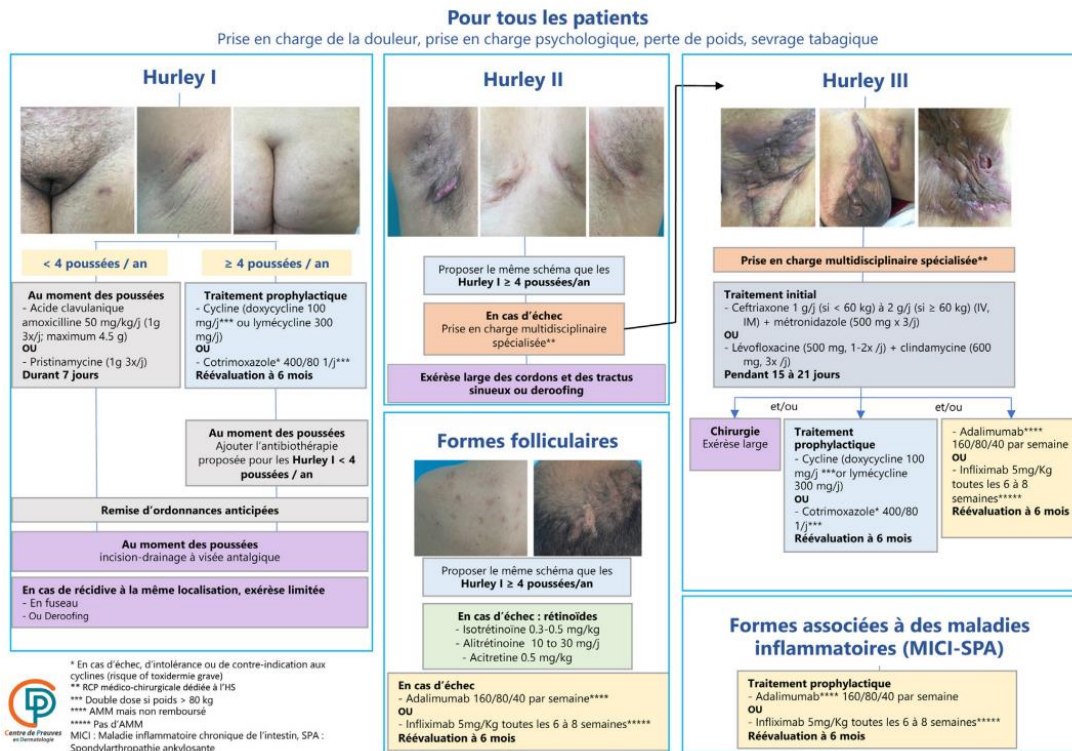 Pour tous les patients
Prise en charge de la douleur, prise en charge psychologique, perte de poids, sevrage tabagique
Hurley I
< 4 poussées / an
≥ 4 poussées / an
Au moment des poussées
- Acide clavulanique
amoxicilline 50 mg/kg/j (1g
3x/j; maximum 4.5 g)
OU
- Pristinamycine (1g 3x/j)
Durant 7 jours
Traitement prophylactique
- Cycline (doxycycline 100
mg/j*** ou lymécycline 300
mg/j)
OU
- Cotrimoxazole* 400/80 1/j***
Réévaluation à 6 mois
Au moment des poussées
Ajouter l'antibiothérapie
proposée pour les Hurley I < 4
poussées / an
Remise d'ordonnances anticipées
Au moment des poussées
incision-drainage à visée antalgique
En cas de récidive à la même localisation, exérèse limitée
- En fuseau
- Ou Deroofing
Hurley II
Proposer le même schéma que les
Hurley I ≥ 4 poussées/an
En cas d'échec
Prise en charge multidisciplinaire
spécialisée**
Exérèse large des cordons et des tractus
sinueux ou deroofing
Formes folliculaires
Proposer le même schéma que les
Hurley I ≥ 4 poussées/an
En cas d'échec : rétinoïdes
- Isotrétinoïne 0.3-0.5 mg/kg
- Alitrétinoine 10 to 30 mg/j
- Acitretine 0.5 mg/kg
En cas d'échec
- Adalimumab 160/80/40 par semaine****
OU
- Infliximib 5mg/Kg toutes les 6 à 8 semaines*****
Réévaluation à 6 mois
Hurley III
Prise en charge multidisciplinaire spécialisée**
Traitement initial
- Ceftriaxone 1 g/j (si < 60 kg) à 2 g/j (si ≥ 60 kg) (IV,
IM) + métronidazole (500 mg x 3/j)
OU
- Lévofloxacine (500 mg, 1-2x /j) + clindamycine (600
mg, 3x /j)
Pendant 15 à 21 jours
et/ou
et/ou
Chirurgie
Exérèse large
Traitement
prophylactique
- Cycline (doxycycline 100
mg/j ***or lymécycline
300 mg/j)
OU
- Cotrimoxazole* 400/80
1/j***
Réévaluation à 6 mois
- Adalimumab****
160/80/40 par semaine
OU
- Infliximib 5mg/Kg
toutes les 6 à 8
semaines*****
Réévaluation à 6 mois
Formes associées à des maladies
inflammatoires (MICI-SPA)
Traitement prophylactique
- Adalimumab**** 160/80/40 par semaine
OU
- Infliximib 5mg/Kg toutes les 6 à 8 semaines*****
Réévaluation à 6 mois
Centre de Preuves
en Dermatologie
* En cas d'échec, d'intolérance ou de contre-indication aux
cyclines (risque of toxidermie grave)
** RCP médico-chirurgicale dédiée à l'HS
*** Double dose si poids > 80 kg
**** AMM mais non remboursé
***** Pas d'AMM
MICI : Maladie inflammatoire chronique de l'intestin, SPA :
Spondylarthropathie ankylosante